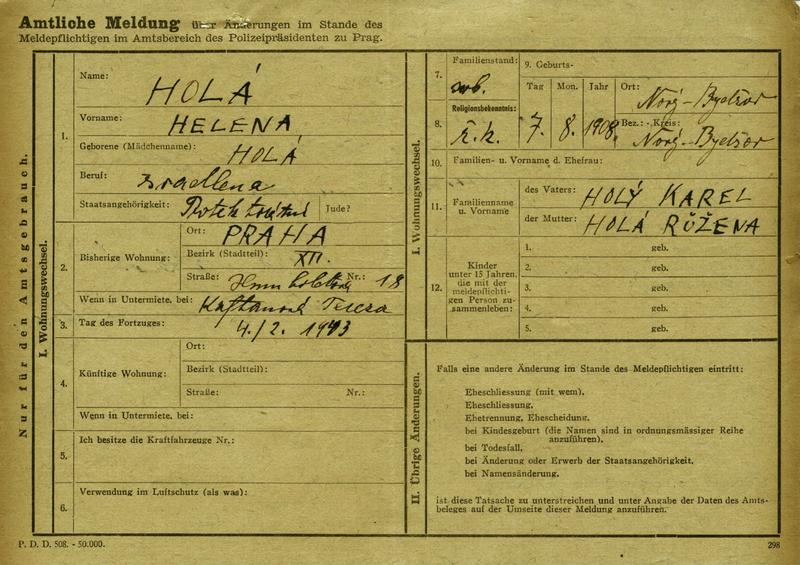 Amtliche Meldung über Änderungen im Stande des
Meldepflichtigen im Amtsbereich des Polizeipräsidenten zu Prag.
Nur für den Amtsgebrauch.
I. Wohnungswechsel.
1.
Name: HOLÁ
Vorname: HELENA
Geborene (Mädchenname): HOLÁ
Beruf:
Staatsangehörigkeit: Jude?
2.
Bisherige Wohnung:
Ort: PRAHA
Bezirk (Stadtteil): XII.
Straße: Nr.: 18
Wenn in Untermiete, bei:
3. Tag des Fortzuges: 4./2. 1943
4.
Künftige Wohnung:
Ort:
Bezirk (Stadtteil):
Straße: Nr.:
Wenn in Untermiete, bei:
5.
Ich besitze die Kraftfahrzeuge Nr.:
6.
Verwendung im Luftschutz (als was):
I. Wohnungswechsel.
7. Familienstand: svb.
8. Religionsbekenntnis: ř.k.
9. Geburts-
Tag Mon. Jahr Ort:
7. 8. 1908
Bez.: - Kreis:
10. Familien- u. Vorname d. Ehefrau:
11. Familienname u. Vorname
des Vaters: HOLÝ KAREL
der Mutter: HOLÁ RŮŽENA
12.
Kinder
unter 15 Jahren,
die mit der
meldepflichti-
gen Person zu-
sammenleben:
1. geb.
2. geb.
3. geb.
4. geb.
5. geb.
II. Übrige Änderungen.
Falls eine andere Änderung im Stande des Meldepflichtigen eintritt:
Eheschliessung (mit wem),
Eheschliessung,
Ehetrennung, Ehescheidung,
bei Kindesgeburt (die Namen sind in ordnungsmässiger Reihe
anzuführen),
bei Todesfall,
bei Änderung oder Erwerb der Staatsangehörigkeit,
bei Namensänderung,
ist diese Tatsache zu unterstreichen und unter Angabe der Daten des Amts-
beleges auf der Umseite dieser Meldung anzuführen.
P. D. D. 508. - 50.000.
298